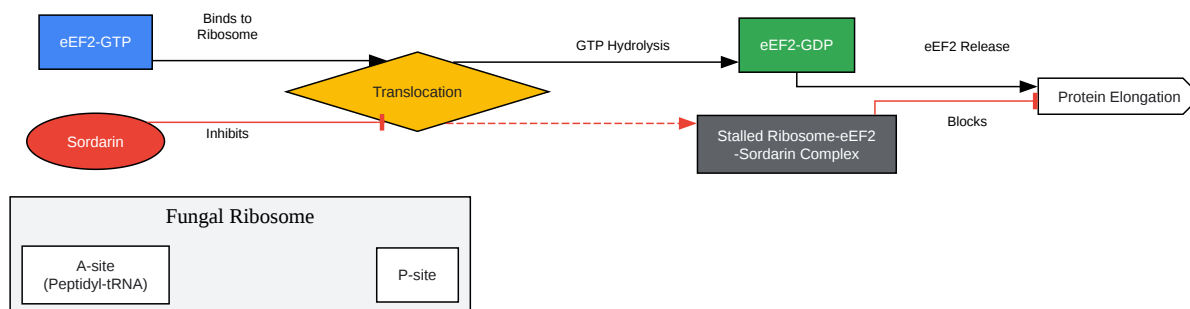 Binds to
Ribosome
eEF2-GTP
GTP Hydrolysis
eEF2-GDP
eEF2 Release
Translocation
Protein Elongation
Sordarin
Inhibits
Blocks
Stalled Ribosome-eEF2
-Sordarin Complex
Fungal Ribosome
A-site
(Peptidyl-tRNA)
P-site